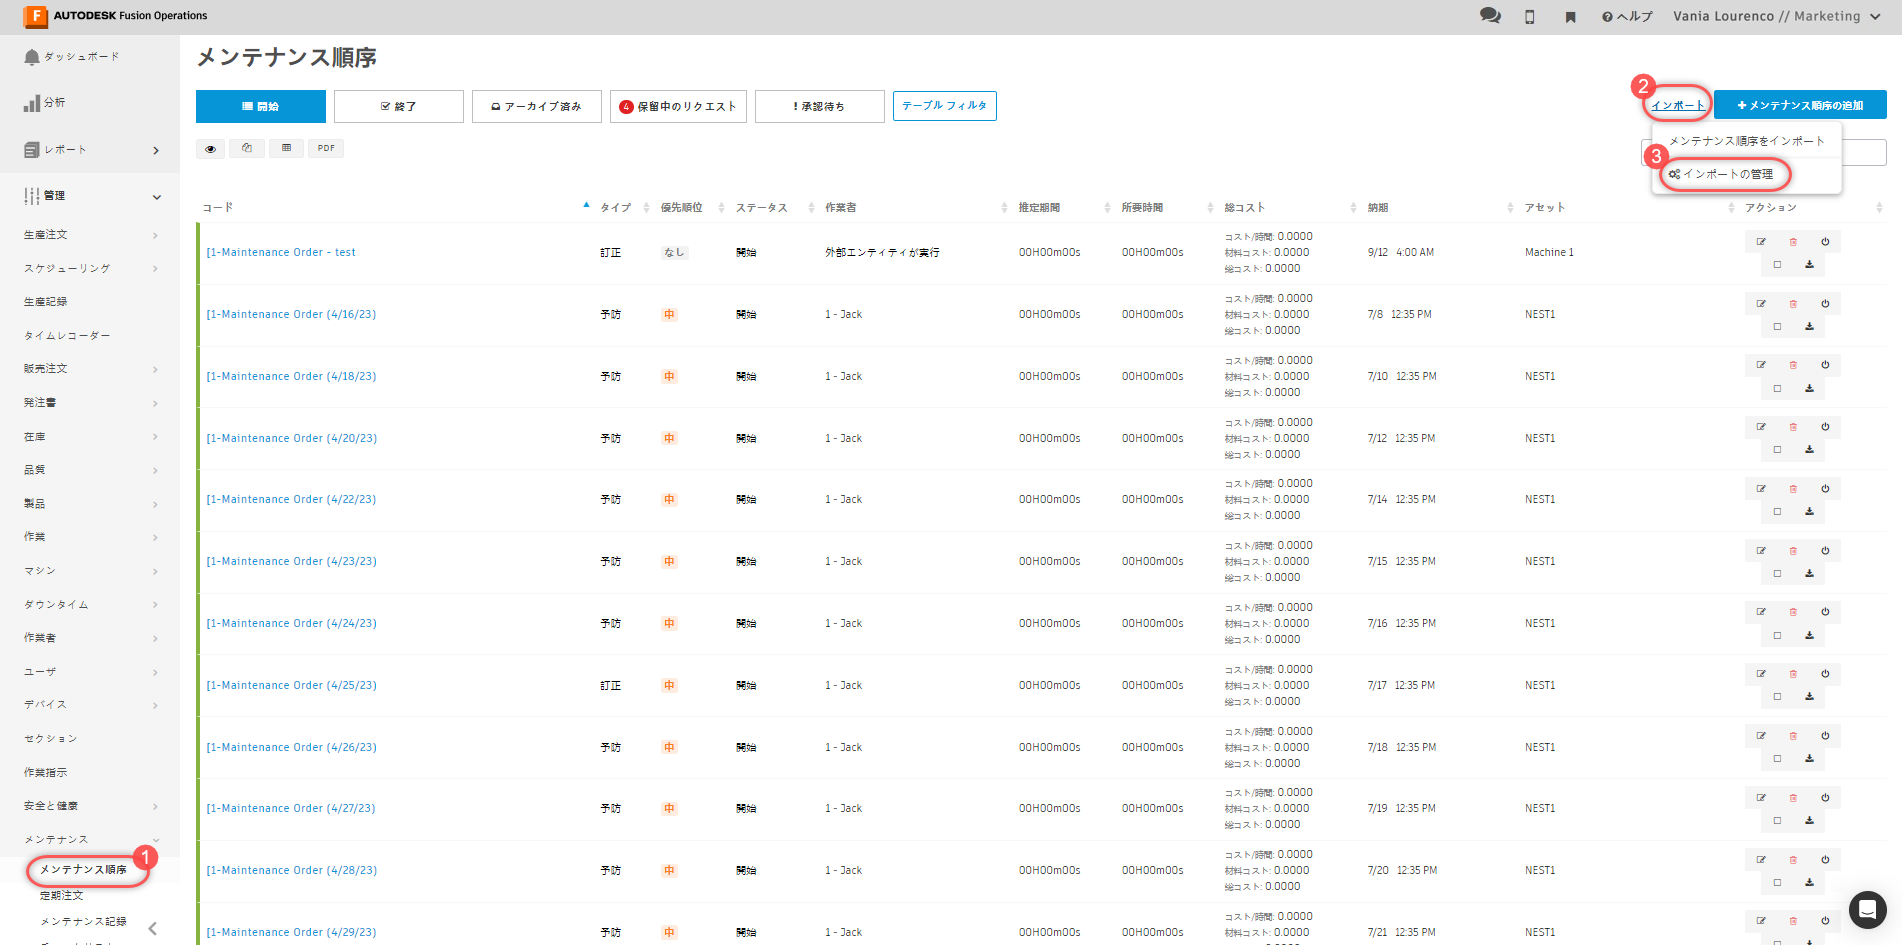 F AUTODESK Fusion Operations
ヘルプ Vania Lourenco // Marketing
ダッシュボード
分析
レポート
管理
生産注文
スケジューリング
生産記録
タイムレコーダー
販売注文
発注書
在庫
品質
製品
作業
マシン
ダウンタイム
作業者
ユーザ
デバイス
セクション
作業指示
安全と健康
メンテナンス
メンテナンス順序 1
定期注文
メンテナンス記録
メンテナンス順序
開始 終了 アーカイブ済み 4 保留中のリクエスト ! 承認待ち テーブル フィルタ
2 インポート + メンテナンス順序の追加
PDF
メンテナンス順序をインポート
3 インポートの管理
コード タイプ 優先順位 ステータス 作業者 推定期間 所要時間 総コスト 納期 アセット アクション
[1-Maintenance Order - test 訂正 なし 開始 外部エンティティが実行 00H00m00s 00H00m00s コスト/時間: 0.0000 9/12 4:00 AM Machine 1
材料コスト: 0.0000
総コスト: 0.0000
[1-Maintenance Order (4/16/23) 予防 中 開始 1 - Jack 00H00m00s 00H00m00s コスト/時間: 0.0000 7/8 12:35 PM NEST1
材料コスト: 0.0000
総コスト: 0.0000
[1-Maintenance Order (4/18/23) 予防 中 開始 1 - Jack 00H00m00s 00H00m00s コスト/時間: 0.0000 7/10 12:35 PM NEST1
材料コスト: 0.0000
総コスト: 0.0000
[1-Maintenance Order (4/20/23) 予防 中 開始 1 - Jack 00H00m00s 00H00m00s コスト/時間: 0.0000 7/12 12:35 PM NEST1
材料コスト: 0.0000
総コスト: 0.0000
[1-Maintenance Order (4/22/23) 予防 中 開始 1 - Jack 00H00m00s 00H00m00s コスト/時間: 0.0000 7/14 12:35 PM NEST1
材料コスト: 0.0000
総コスト: 0.0000
[1-Maintenance Order (4/23/23) 予防 中 開始 1 - Jack 00H00m00s 00H00m00s コスト/時間: 0.0000 7/15 12:35 PM NEST1
材料コスト: 0.0000
総コスト: 0.0000
[1-Maintenance Order (4/24/23) 予防 中 開始 1 - Jack 00H00m00s 00H00m00s コスト/時間: 0.0000 7/16 12:35 PM NEST1
材料コスト: 0.0000
総コスト: 0.0000
[1-Maintenance Order (4/25/23) 訂正 中 開始 1 - Jack 00H00m00s 00H00m00s コスト/時間: 0.0000 7/17 12:35 PM NEST1
材料コスト: 0.0000
総コスト: 0.0000
[1-Maintenance Order (4/26/23) 予防 中 開始 1 - Jack 00H00m00s 00H00m00s コスト/時間: 0.0000 7/18 12:35 PM NEST1
材料コスト: 0.0000
総コスト: 0.0000
[1-Maintenance Order (4/27/23) 予防 中 開始 1 - Jack 00H00m00s 00H00m00s コスト/時間: 0.0000 7/19 12:35 PM NEST1
材料コスト: 0.0000
総コスト: 0.0000
[1-Maintenance Order (4/28/23) 予防 中 開始 1 - Jack 00H00m00s 00H00m00s コスト/時間: 0.0000 7/20 12:35 PM NEST1
材料コスト: 0.0000
総コスト: 0.0000
[1-Maintenance Order (4/29/23) 予防 中 開始 1 - Jack 00H00m00s 00H00m00s コスト/時間: 0.0000 7/21 12:35 PM NEST1
材料コスト: 0.0000